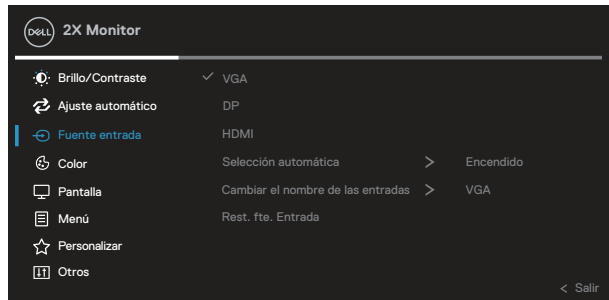 DELL 2X Monitor
Brillo/Contraste VGA
Ajuste automático DP
Fuente entrada HDMI
Color Selección automática > Encendido
Pantalla Cambiar el nombre de las entradas > VGA
Menú Rest. fte. Entrada
Personalizar
Otros
< Salir